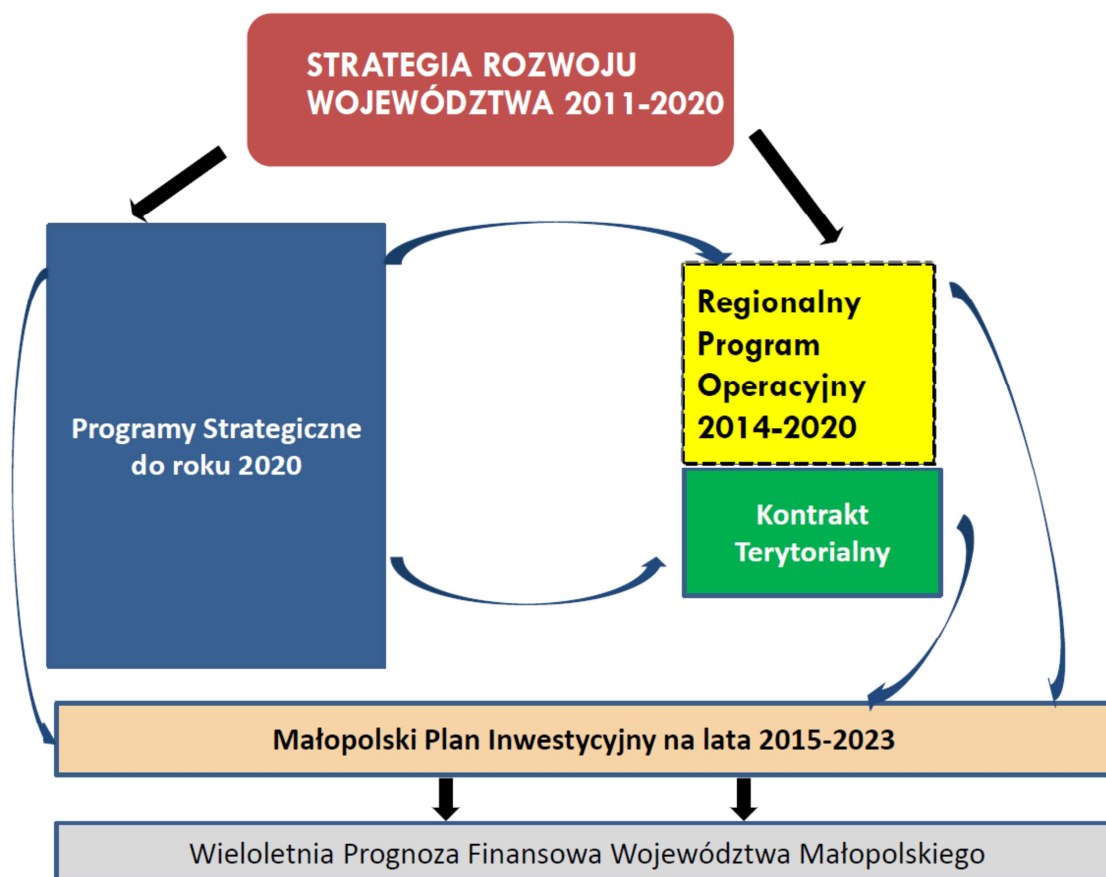 STRATEGIA ROZWOJU
WOJEWÓDZTWA 2011-2020
Programy Strategiczne
do roku 2020
Regionalny
Program
Operacyjny
2014-2020
Kontrakt
Terytorialny
Małopolski Plan Inwestycyjny na lata 2015-2023
Wieloletnia Prognoza Finansowa Województwa Małopolskiego